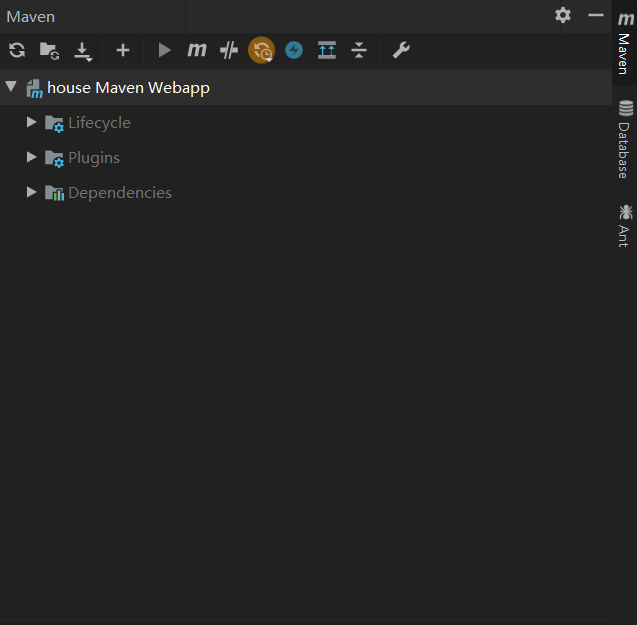 Maven
house Maven Webapp
Lifecycle
Plugins
Dependencies
Maven
Database
Ant